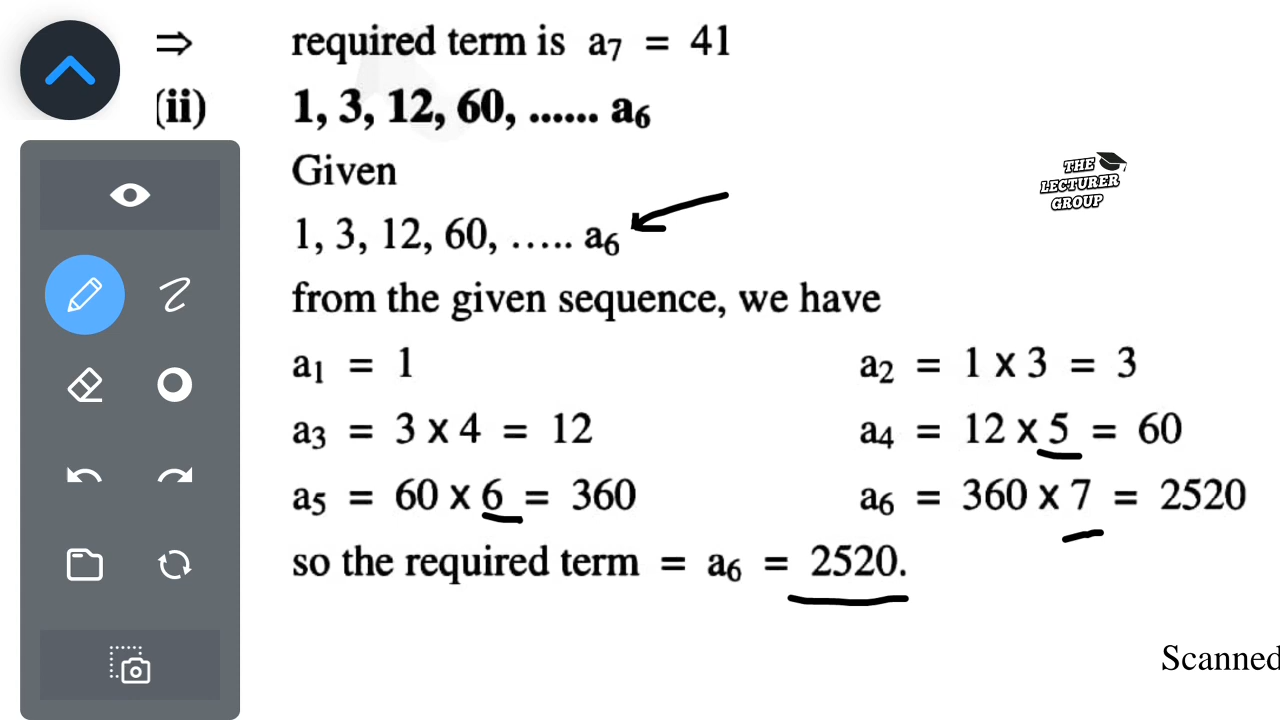 ⇒ required term is a₇ = 41
(ii) 1, 3, 12, 60, ...... a₆
Given
THE LECTURER GROUP
1, 3, 12, 60, ..... a₆
from the given sequence, we have
a₁ = 1 a₂ = 1 x 3 = 3
a₃ = 3 x 4 = 12 a₄ = 12 x 5 = 60
a₅ = 60 x 6 = 360 a₆ = 360 x 7 = 2520
so the required term = a₆ = 2520.
Scanned